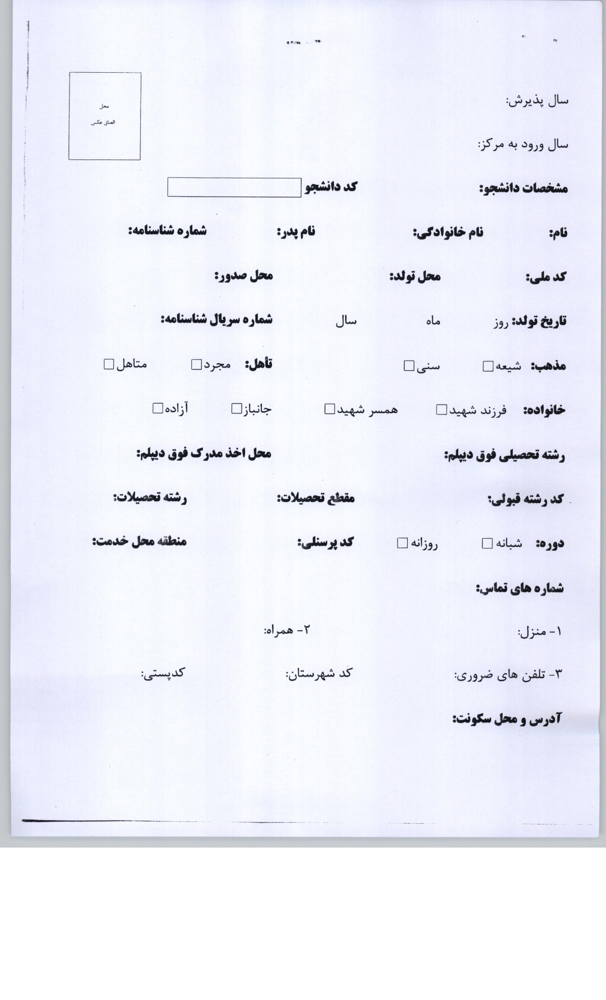 محل
الصاق عکس
سال پذیرش:
سال ورود به مرکز:
مشخصات دانشجو: کد دانشجو
نام: نام خانوادگی: نام پدر: شماره شناسنامه:
کد ملی: محل تولد: محل صدور:
تاریخ تولد: روز ماه سال شماره سریال شناسنامه:
مذهب: شیعه□ سنی□ تأهل: مجرد□ متاهل□
خانواده: فرزند شهید□ همسر شهید□ جانباز□ آزاده□
رشته تحصیلی فوق دیپلم: محل اخذ مدرک فوق دیپلم:
کد رشته قبولی: مقطع تحصیلات: رشته تحصیلات:
دوره: شبانه □ روزانه □ کد پرسنلی: منطقه محل خدمت:
شماره های تماس:
۱- منزل: ۲- همراه:
۳- تلفن های ضروری: کد شهرستان: کدپستی:
آدرس و محل سکونت: